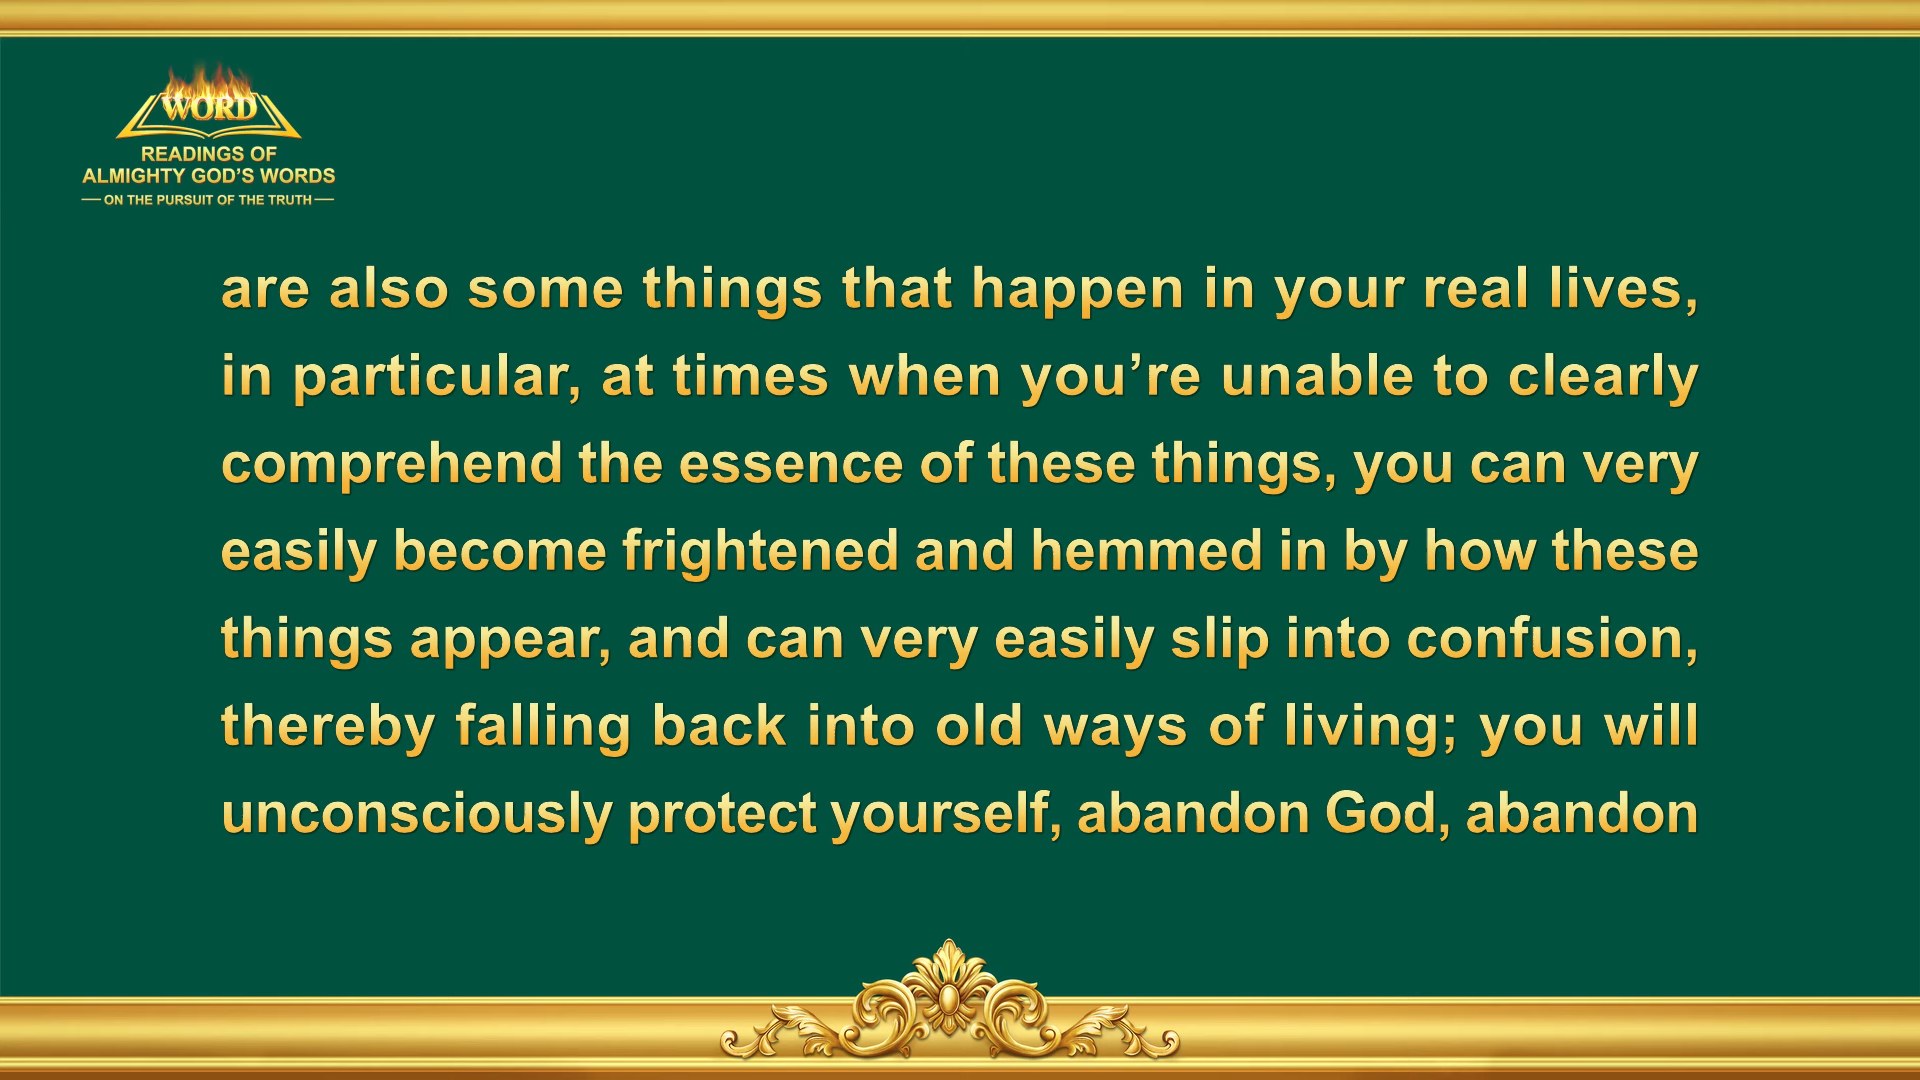 WORD
READINGS OF
ALMIGHTY GOD'S WORDS
ON THE PURSUIT OF THE TRUTH
are also some things that happen in your real lives,
in particular, at times when you’re unable to clearly
comprehend the essence of these things, you can very
easily become frightened and hemmed in by how these
things appear, and can very easily slip into confusion,
thereby falling back into old ways of living; you will
unconsciously protect yourself, abandon God, abandon